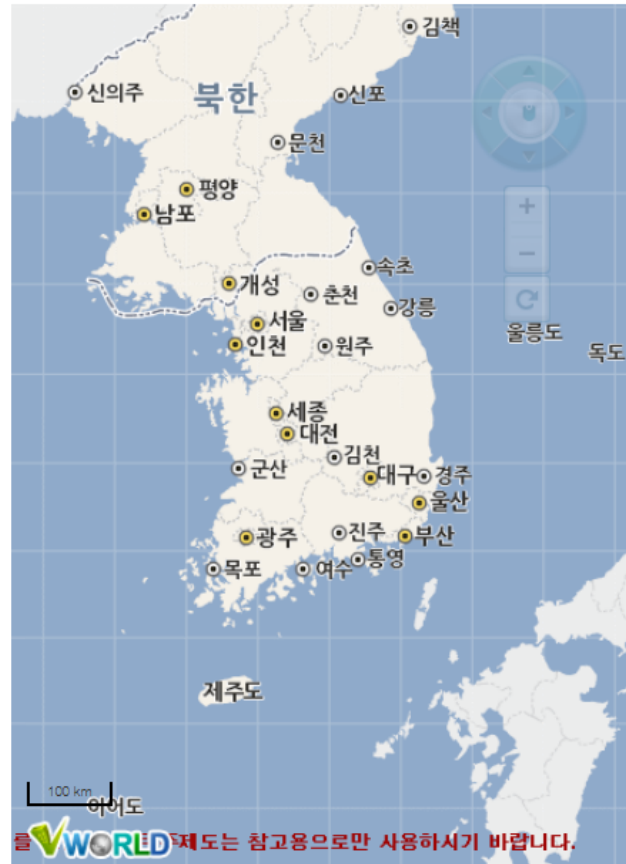 김책
신의주
북한
신포
문천
평양
남포
속초
개성
춘천
강릉
서울
울릉도
인천
원주
독도
세종
대전
김천
군산
대구
경주
울산
광주
진주
부산
통영
목포
여수
제주도
100 km
이어도
를 VWORLD 주제도는 참고용으로만 사용하시기 바랍니다.